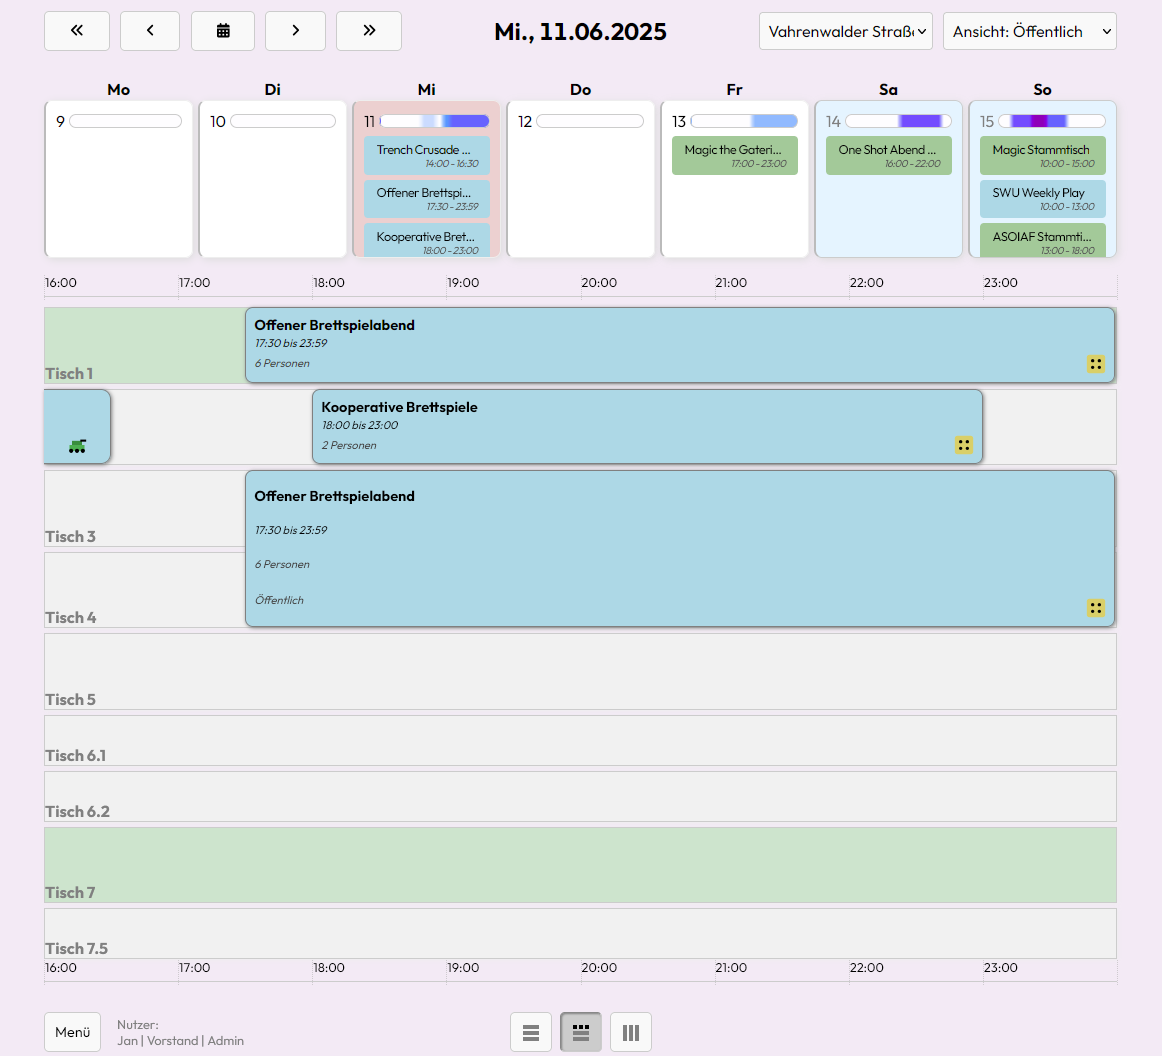 Mi., 11.06.2025
Vahrenwalder Straß
Ansicht: Öffentlich
Mo Di Mi Do Fr Sa So
9 10 11 12 13 14 15
Trench Crusade ...
14:00 - 16:30
Offener Brettspi...
17:30 - 23:59
Kooperative Bret...
18:00 - 23:00
Magic the Gateri...
17:00 - 23:00
One Shot Abend ...
16:00 - 22:00
Magic Stammtisch
10:00 - 15:00
SWU Weekly Play
10:00 - 13:00
ASOIAF Stammti...
13:00 - 18:00
16:00 17:00 18:00 19:00 20:00 21:00 22:00 23:00
Offener Brettspielabend
17:30 bis 23:59
6 Personen
Tisch 1
Kooperative Brettspiele
18:00 bis 23:00
2 Personen
Offener Brettspielabend
17:30 bis 23:59
Tisch 3
6 Personen
Öffentlich
Tisch 4
Tisch 5
Tisch 6.1
Tisch 6.2
Tisch 7
Tisch 7.5
16:00 17:00 18:00 19:00 20:00 21:00 22:00 23:00
Menü
Nutzer:
Jan | Vorstand | Admin